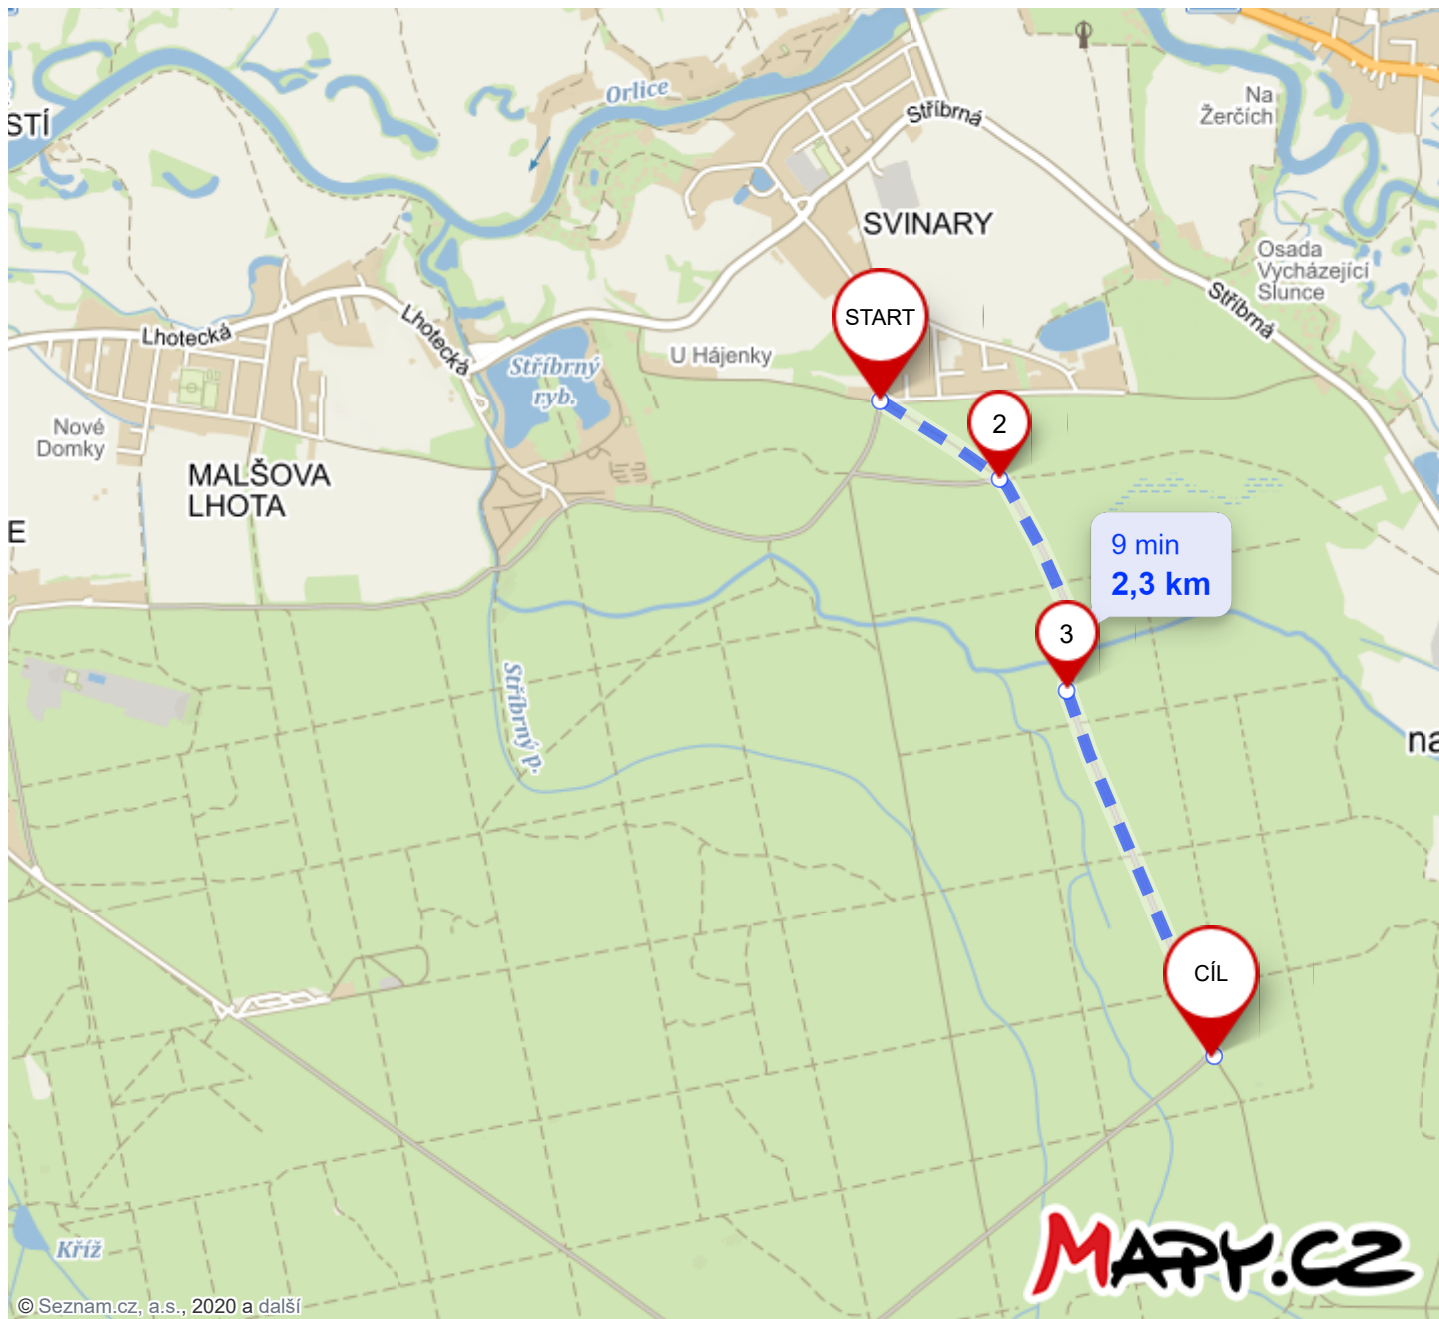 Orlice
Na
Žerčích
Stříbrná
STÍ
SVINARY
Osada
Vycházející
Slunce
Stříbrná
START
Lhotecká
Lhotecká
U Hájenky
Stříbrný
ryb.
2
Nové
Domky
MALŠOVA
LHOTA
E
9 min
2,3 km
3
Stříbrný p.
na
CÍL
Kříž
MAPY.CZ
© Seznam.cz, a.s., 2020 a další